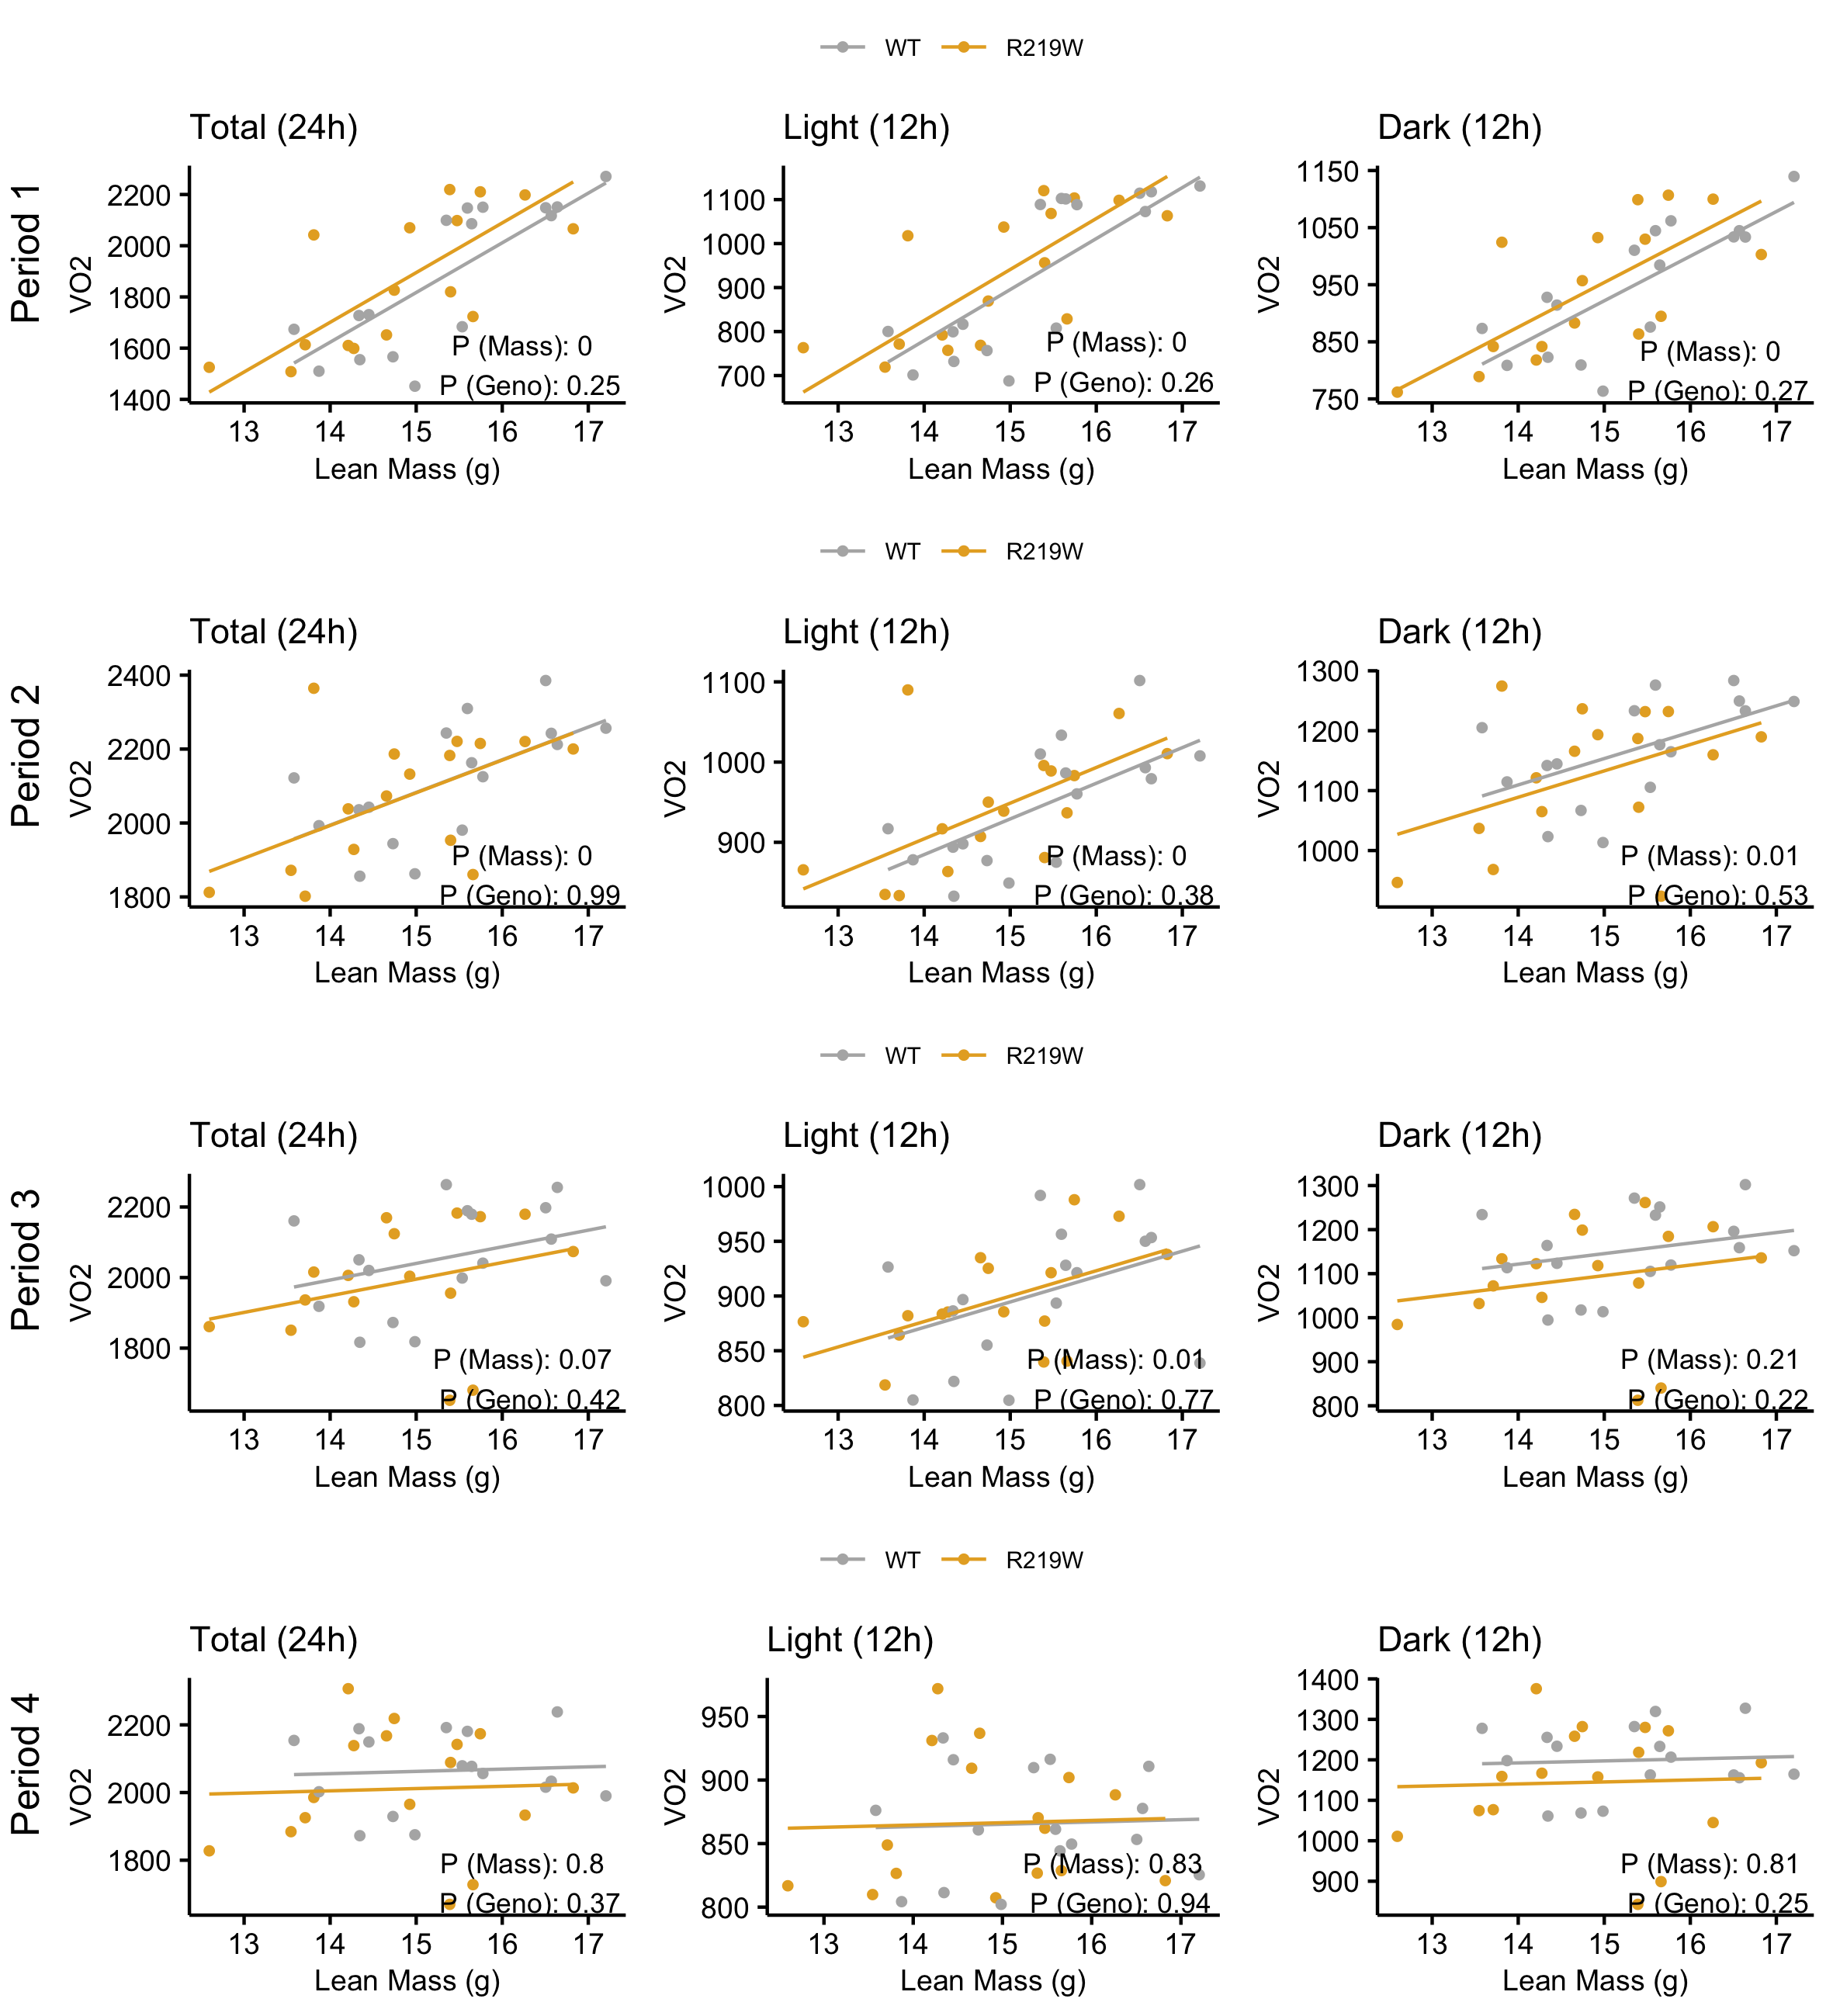 WT R219W
Total (24h) Light (12h) Dark (12h)
Period 1
VO2 VO2 VO2
2200
2000
1800
1600
1400
1100
1000
900
800
700
1150
1050
950
850
750
P (Mass): 0 P (Mass): 0 P (Mass): 0
P (Geno): 0.25 P (Geno): 0.26 P (Geno): 0.27
13 14 15 16 17 13 14 15 16 17 13 14 15 16 17
Lean Mass (g) Lean Mass (g) Lean Mass (g)
WT R219W
Total (24h) Light (12h) Dark (12h)
Period 2
VO2 VO2 VO2
2400
2200
2000
1800
1100
1000
900
1300
1200
1100
1000
P (Mass): 0 P (Mass): 0 P (Mass): 0.01
P (Geno): 0.99 P (Geno): 0.38 P (Geno): 0.53
13 14 15 16 17 13 14 15 16 17 13 14 15 16 17
Lean Mass (g) Lean Mass (g) Lean Mass (g)
WT R219W
Total (24h) Light (12h) Dark (12h)
Period 3
VO2 VO2 VO2
2200
2000
1800
1000
950
900
850
800
1300
1200
1100
1000
900
800
P (Mass): 0.07 P (Mass): 0.01 P (Mass): 0.21
P (Geno): 0.42 P (Geno): 0.77 P (Geno): 0.22
13 14 15 16 17 13 14 15 16 17 13 14 15 16 17
Lean Mass (g) Lean Mass (g) Lean Mass (g)
WT R219W
Total (24h) Light (12h) Dark (12h)
Period 4
VO2 VO2 VO2
2200
2000
1800
950
900
850
800
1400
1300
1200
1100
1000
900
P (Mass): 0.8 P (Mass): 0.83 P (Mass): 0.81
P (Geno): 0.37 P (Geno): 0.94 P (Geno): 0.25
13 14 15 16 17 13 14 15 16 17 13 14 15 16 17
Lean Mass (g) Lean Mass (g) Lean Mass (g)